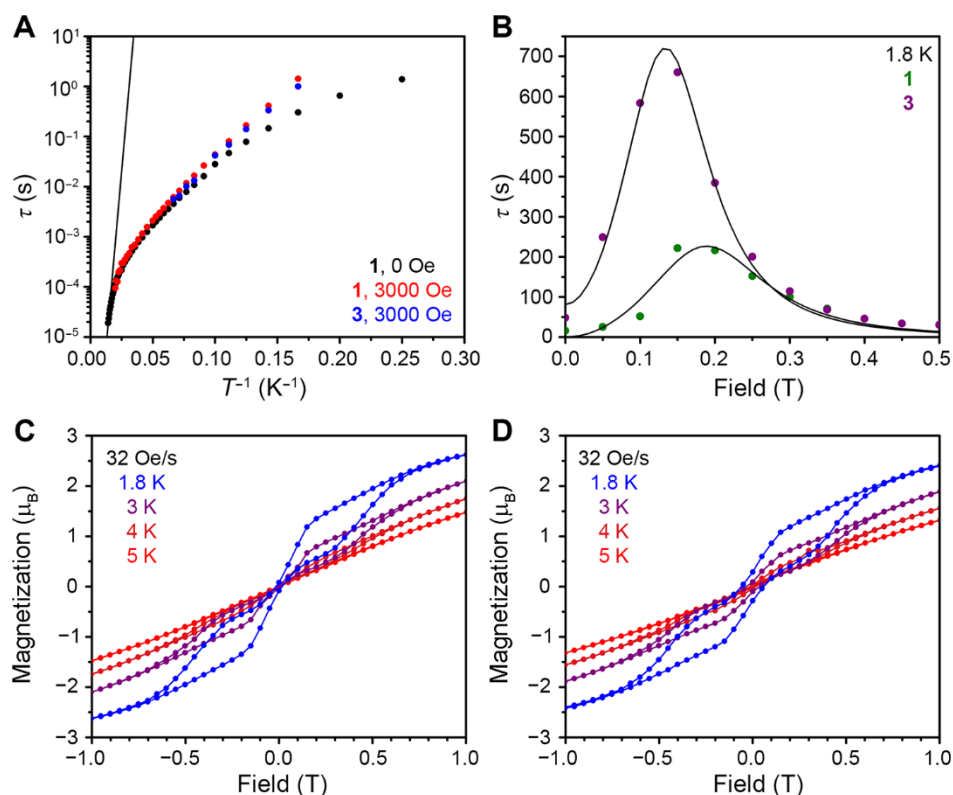 A
τ (s)
10¹
10⁰
10⁻¹
10⁻²
10⁻³
10⁻⁴
10⁻⁵
1, 0 Oe
1, 3000 Oe
3, 3000 Oe
0.00 0.05 0.10 0.15 0.20 0.25 0.30
T⁻¹ (K⁻¹)
B
τ (s)
700
600
500
400
300
200
100
0
1.8 K
1
3
0.0 0.1 0.2 0.3 0.4 0.5
Field (T)
C
Magnetization (μB)
3
2
1
0
−1
−2
−3
32 Oe/s
1.8 K
3 K
4 K
5 K
−1.0 −0.5 0.0 0.5 1.0
Field (T)
D
Magnetization (μB)
3
2
1
0
−1
−2
−3
32 Oe/s
1.8 K
3 K
4 K
5 K
−1.0 −0.5 0.0 0.5 1.0
Field (T)